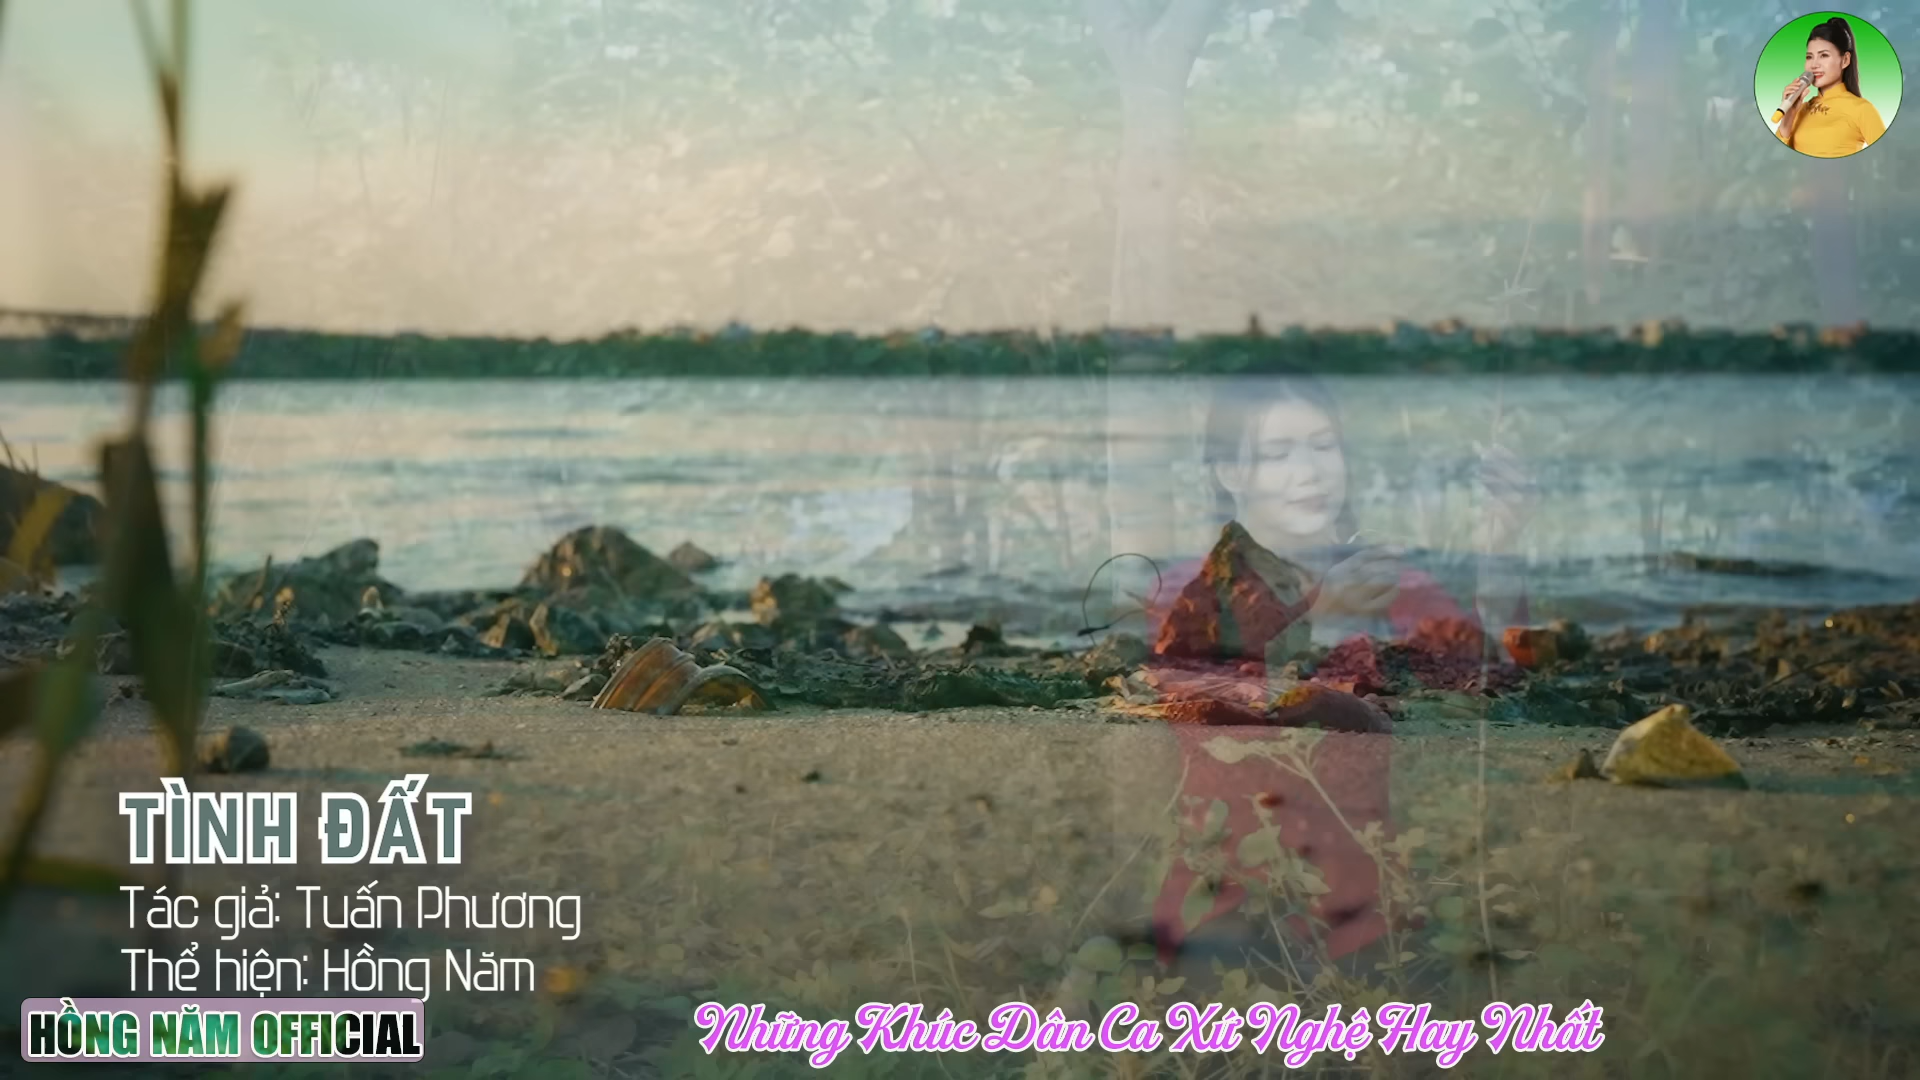 TÌNH ĐẤT
Tác giả: Tuấn Phương
Thể hiện: Hồng Năm
HỒNG NĂM OFFICIAL
Những Khúc Dân Ca Xứ Nghệ Hay Nhất